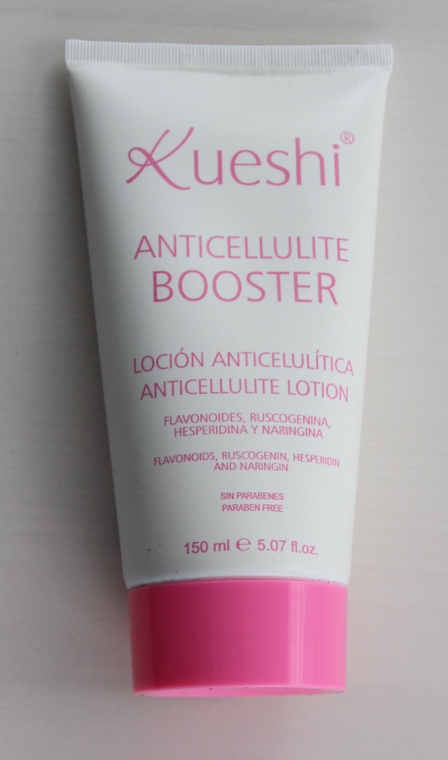 Kueshi®
ANTICELLULITE
BOOSTER
LOCIÓN ANTICELULÍTICA
ANTICELLULITE LOTION
FLAVONOIDES, RUSCOGENINA,
HESPERIDINA Y NARINGINA
FLAVONOIDS, RUSCOGENIN, HESPERIDIN
AND NARINGIN
SIN PARABENES
PARABEN FREE
150 ml ℮ 5.07 fl.oz.